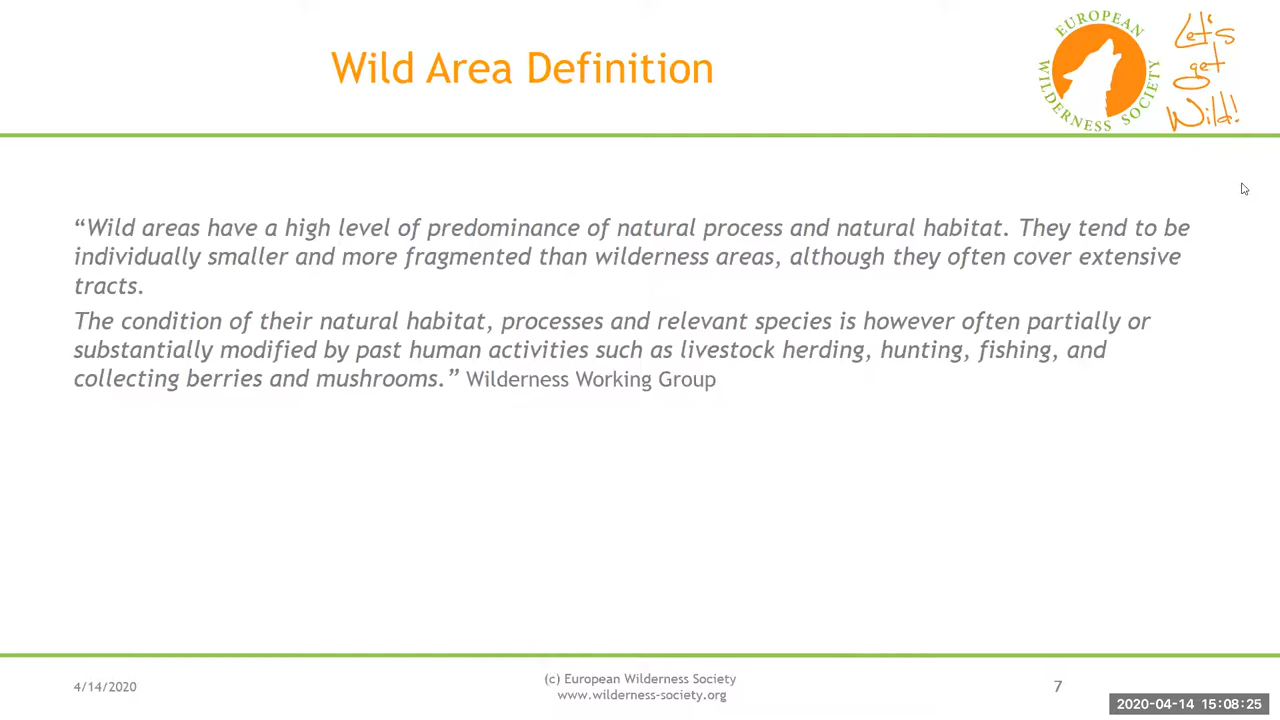 Wild Area Definition
EUROPEAN
WILDERNESS SOCIETY
Let's
get
Wild!
“Wild areas have a high level of predominance of natural process and natural habitat. They tend to be
individually smaller and more fragmented than wilderness areas, although they often cover extensive
tracts.
The condition of their natural habitat, processes and relevant species is however often partially or
substantially modified by past human activities such as livestock herding, hunting, fishing, and
collecting berries and mushrooms.” Wilderness Working Group
4/14/2020
(c) European Wilderness Society
www.wilderness-society.org
7
2020-04-14 15:08:25